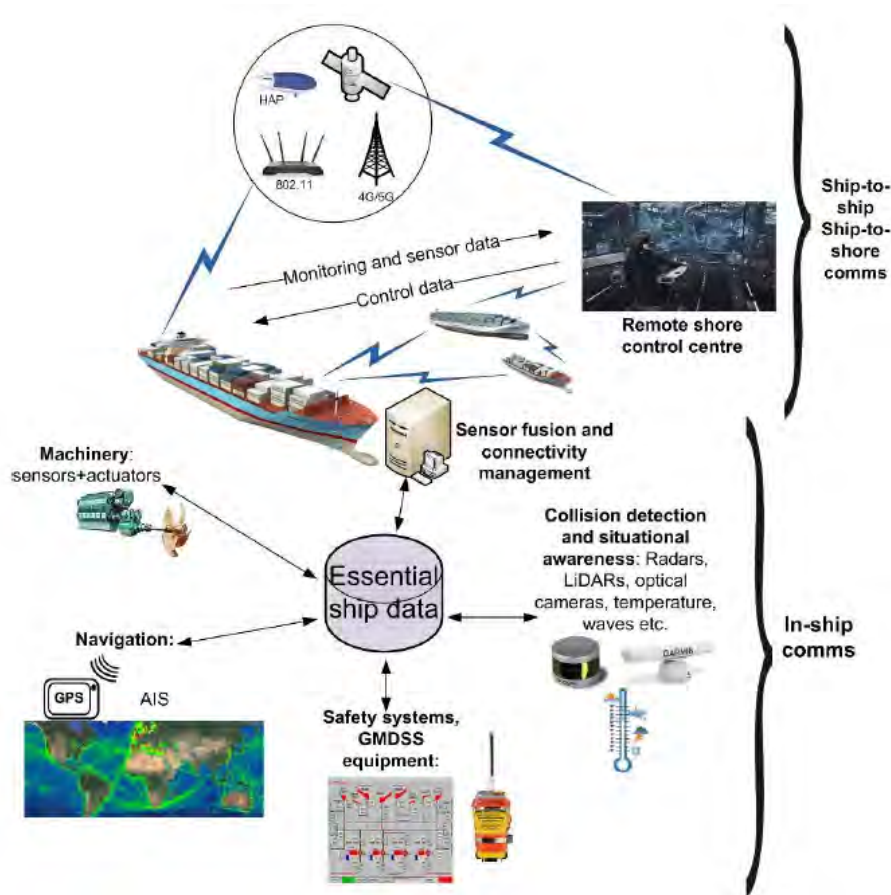 HAP
802.11
4G/5G
Ship-to-
ship
Ship-to-
shore
comms
Monitoring and sensor data
Control data
Remote shore
control centre
Sensor fusion and
connectivity
management
Machinery:
sensors+actuators
Collision detection
and situational
awareness: Radars,
LiDARs, optical
cameras, temperature,
waves etc.
Essential
ship data
In-ship
comms
Navigation:
GPS
AIS
Safety systems,
GMDSS
equipment: